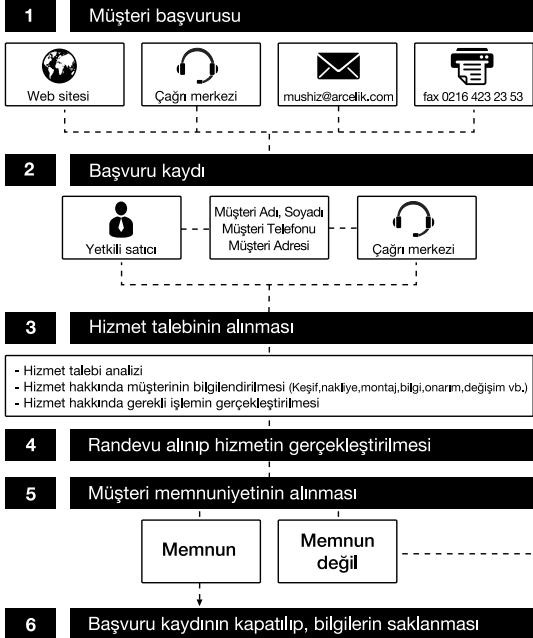 1 Müşteri başvurusu
Web sitesi
Çağrı merkezi
mushiz@arcelik.com
fax 0216 423 23 53
2 Başvuru kaydı
Yetkili satıcı
Müşteri Adı, Soyadı
Müşteri Telefonu
Müşteri Adresi
Çağrı merkezi
3 Hizmet talebinin alınması
- Hizmet talebi analizi
- Hizmet hakkında müşterinin bilgilendirilmesi (Keşif,nakliye,montaj,bilgi,onarım,değişim vb.)
- Hizmet hakkında gerekli işlemin gerçekleştirilmesi
4 Randevu alınıp hizmetin gerçekleştirilmesi
5 Müşteri memnuniyetinin alınması
Memnun
Memnun
değil
6 Başvuru kaydının kapatılıp, bilgilerin saklanması